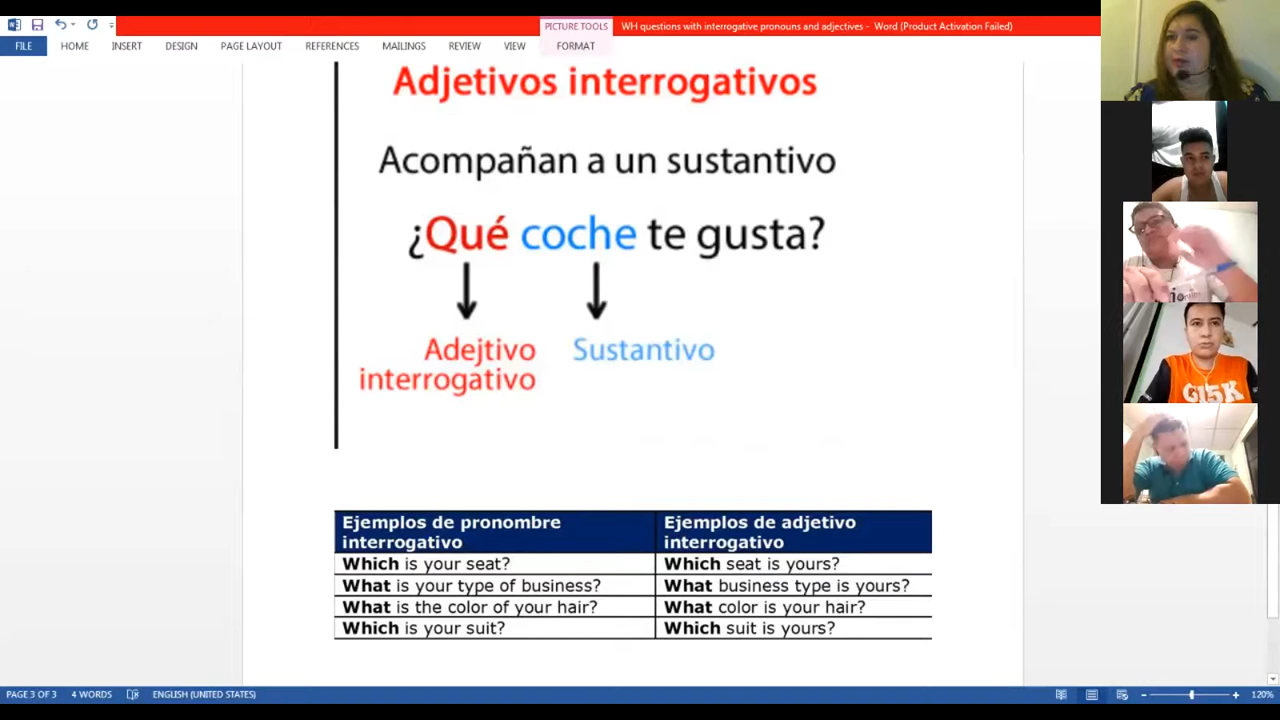 WH questions with interrogative pronouns and adjectives - Word (Product Activation Failed)
PICTURE TOOLS
FILE HOME INSERT DESIGN PAGE LAYOUT REFERENCES MAILINGS REVIEW VIEW FORMAT
Adjetivos interrogativos
Acompañan a un sustantivo
¿Qué coche te gusta?
Adejtivo interrogativo
Sustantivo
Ejemplos de pronombre interrogativo
Ejemplos de adjetivo interrogativo
Which is your seat? Which seat is yours?
What is your type of business? What business type is yours?
What is the color of your hair? What color is your hair?
Which is your suit? Which suit is yours?
G15K
PAGE 3 OF 3 4 WORDS ENGLISH (UNITED STATES) 120%